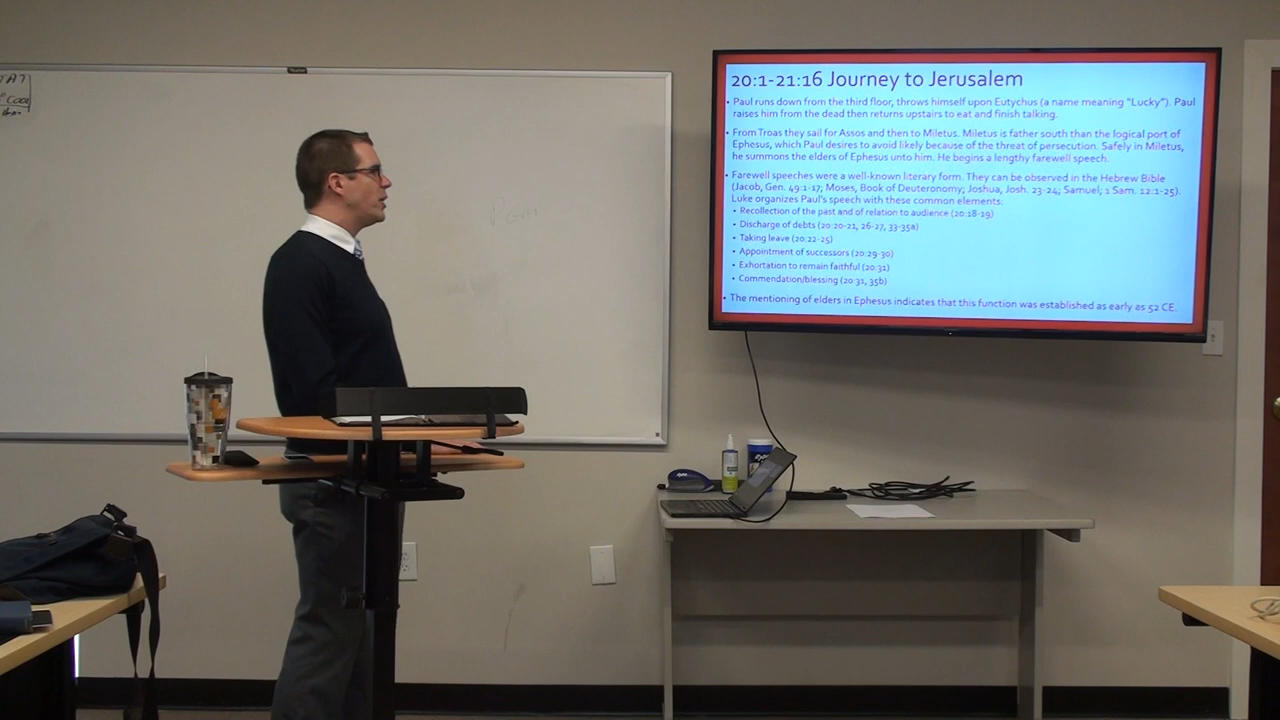 20:1-21:16 Journey to Jerusalem
• Paul runs down from the third floor, throws himself upon Eutychus (a name meaning "Lucky"). Paul
raises him from the dead then returns upstairs to eat and finish talking.
• From Troas they sail for Assos and then to Miletus. Miletus is father south than the logical port of
Ephesus, which Paul desires to avoid likely because of the threat of persecution. Safely in Miletus,
he summons the elders of Ephesus unto him. He begins a lengthy farewell speech.
• Farewell speeches were a well-known literary form. They can be observed in the Hebrew Bible
(Jacob, Gen. 49:1-17; Moses, Book of Deuteronomy; Joshua, Josh. 23-24; Samuel; 1 Sam. 12:1-25).
Luke organizes Paul's speech with these common elements:
• Recollection of the past and of relation to audience (20:18-19)
• Discharge of debts (20:20-21, 26-27, 33-35a)
• Taking leave (20:22-25)
• Appointment of successors (20:29-30)
• Exhortation to remain faithful (20:31)
• Commendation/blessing (20:31, 35b)
• The mentioning of elders in Ephesus indicates that this function was established as early as 52 CE.